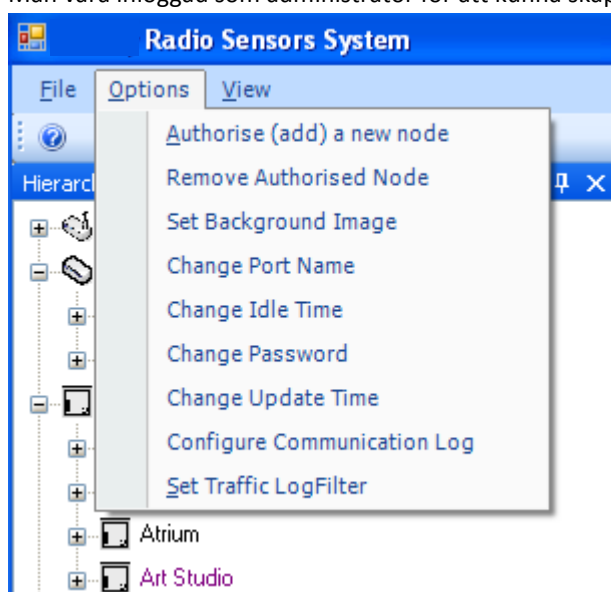 Radio Sensors System
File Options View
Authorise (add) a new node
Hierarc
Remove Authorised Node
Set Background Image
Change Port Name
Change Idle Time
Change Password
Change Update Time
Configure Communication Log
Set Traffic LogFilter
Atrium
Art Studio